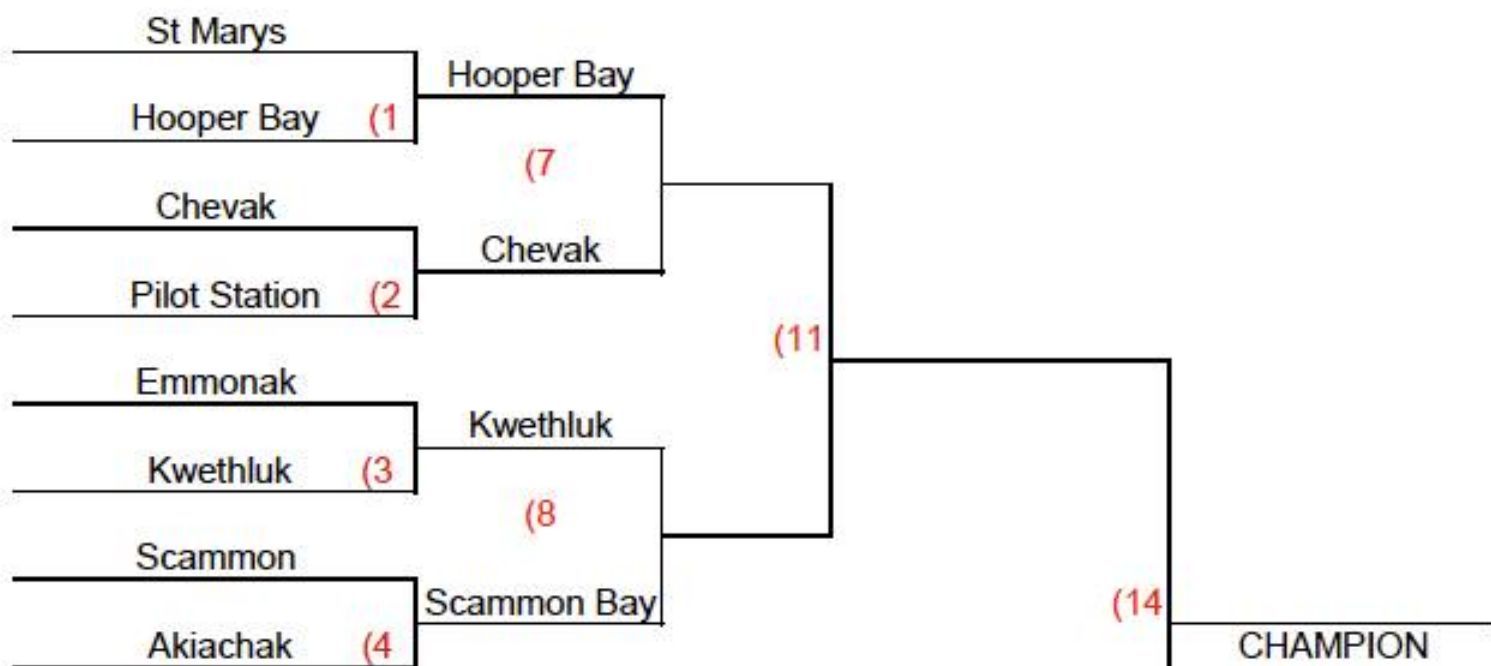 St Marys
Hooper Bay
Hooper Bay (1
(7
Chevak
Chevak
Pilot Station (2
(11
Emmonak
Kwethluk
Kwethluk (3
(8
Scammon
Scammon Bay
(14
Akiachak (4
CHAMPION